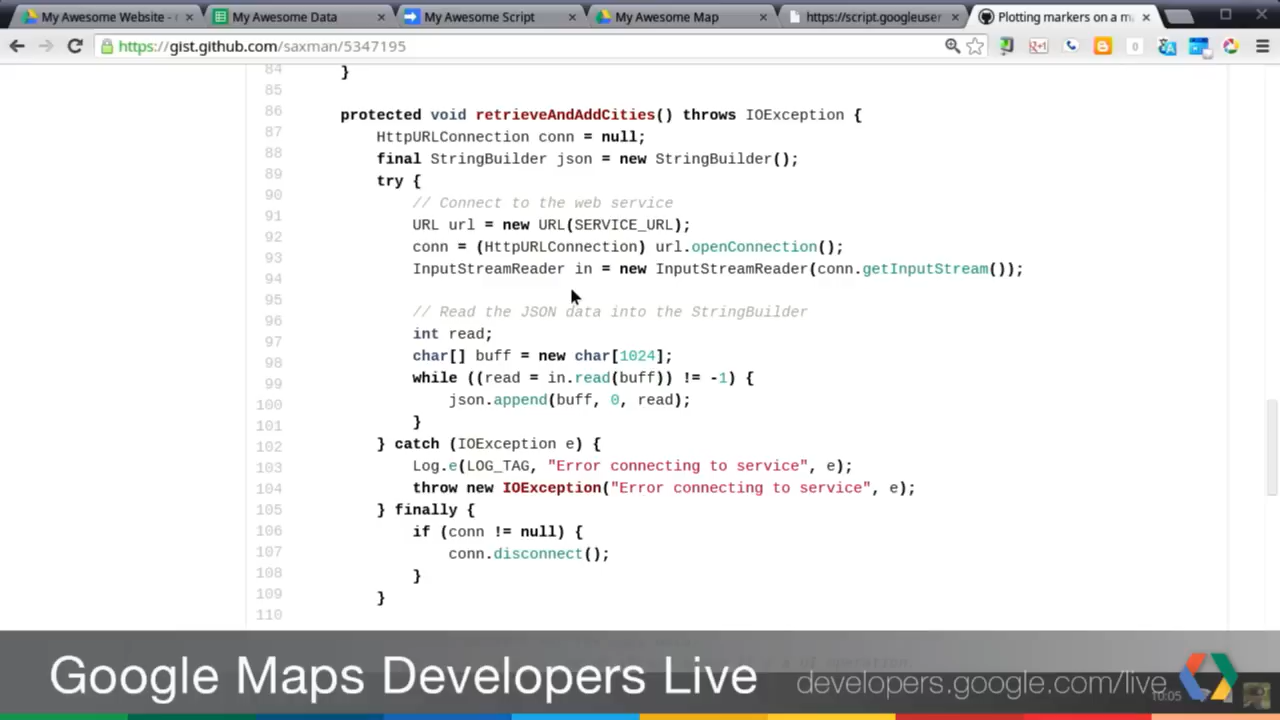 My Awesome Website - 
My Awesome Data
My Awesome Script
My Awesome Map
https://script.googleuser
Plotting markers on a m
https://gist.github.com/saxman/5347195
84 }
85
86 protected void retrieveAndAddCities() throws IOException {
87 HttpURLConnection conn = null;
88 final StringBuilder json = new StringBuilder();
89 try {
90 // Connect to the web service
91 URL url = new URL(SERVICE_URL);
92 conn = (HttpURLConnection) url.openConnection();
93 InputStreamReader in = new InputStreamReader(conn.getInputStream());
94
95 // Read the JSON data into the StringBuilder
96 int read;
97 char[] buff = new char[1024];
98 while ((read = in.read(buff)) != -1) {
99 json.append(buff, 0, read);
100 }
101 } catch (IOException e) {
102 Log.e(LOG_TAG, "Error connecting to service", e);
103 throw new IOException("Error connecting to service", e);
104 } finally {
105 if (conn != null) {
106 conn.disconnect();
107 }
108 }
109
110
Google Maps Developers Live
developers.google.com/live
10:05